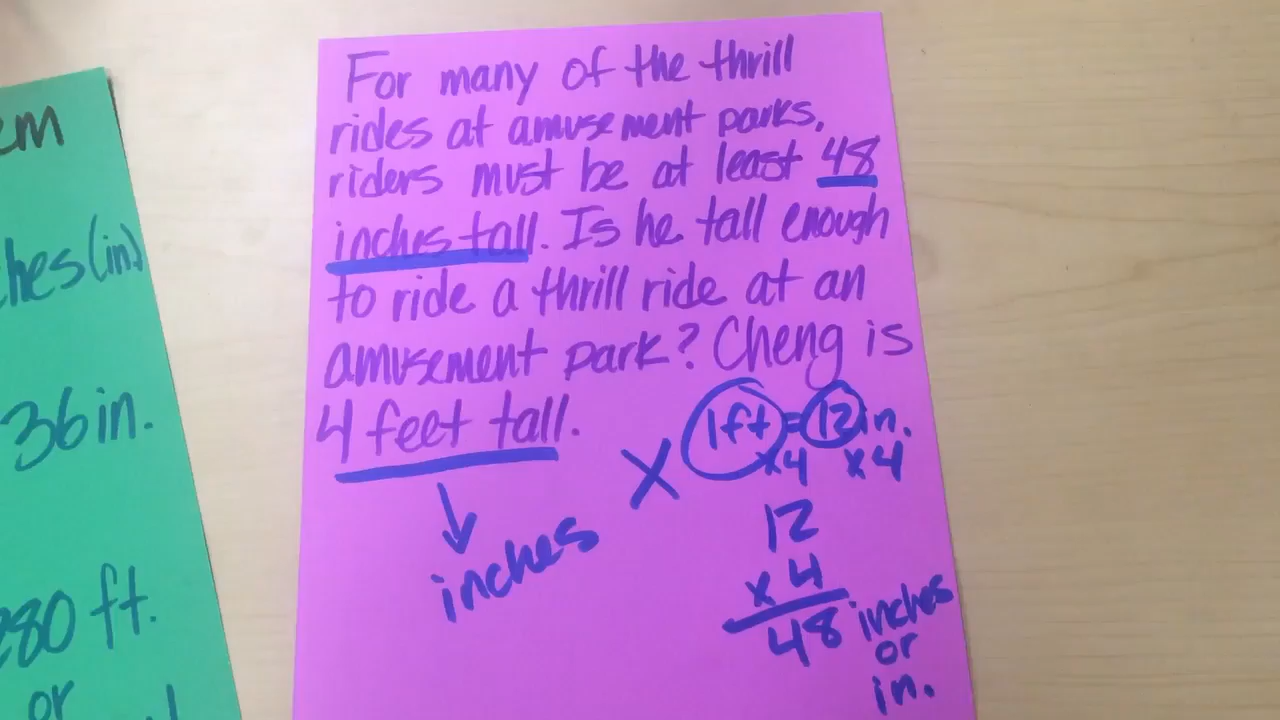 em
ches (in.)
36 in.
280 ft.
or
For many of the thrill
rides at amusement parks,
riders must be at least 48
inches tall. Is he tall enough
to ride a thrill ride at an
amusement park? Cheng is
4 feet tall.
inches
X 1ft = 12 in.
x4 x4
12
x 4
48 inches
or
in.